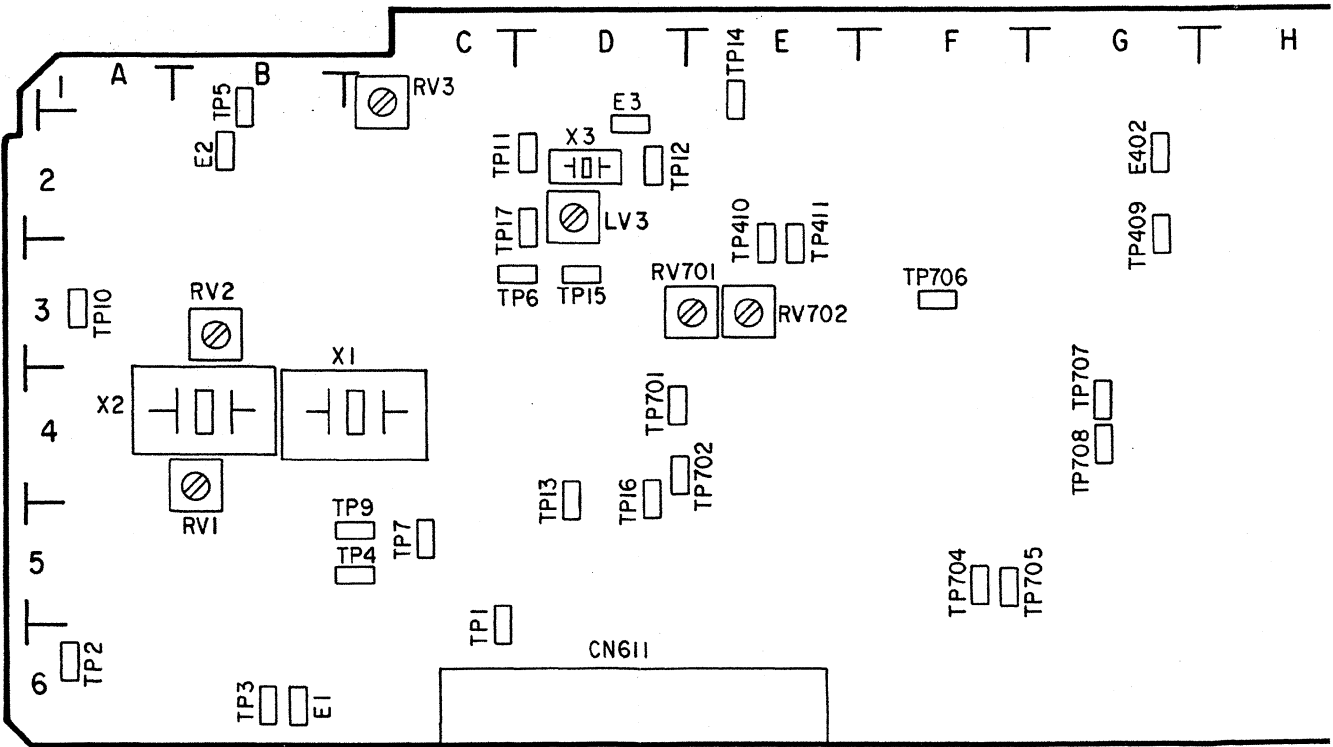 C D E F G H
A B
1
TP5
RV3
TP14
E3
E2
TP11
X3
TP12
E402
2
TP17
LV3
TP410
TP411
TP409
RV701
TP706
TP6
TP15
3
TP10
RV2
RV702
X1
X2
TP701
TP707
4
TP702
TP708
RV1
TP9
TP13
TP16
TP7
TP4
5
TP704
TP705
TP1
CN611
TP2
6
TP3
E1